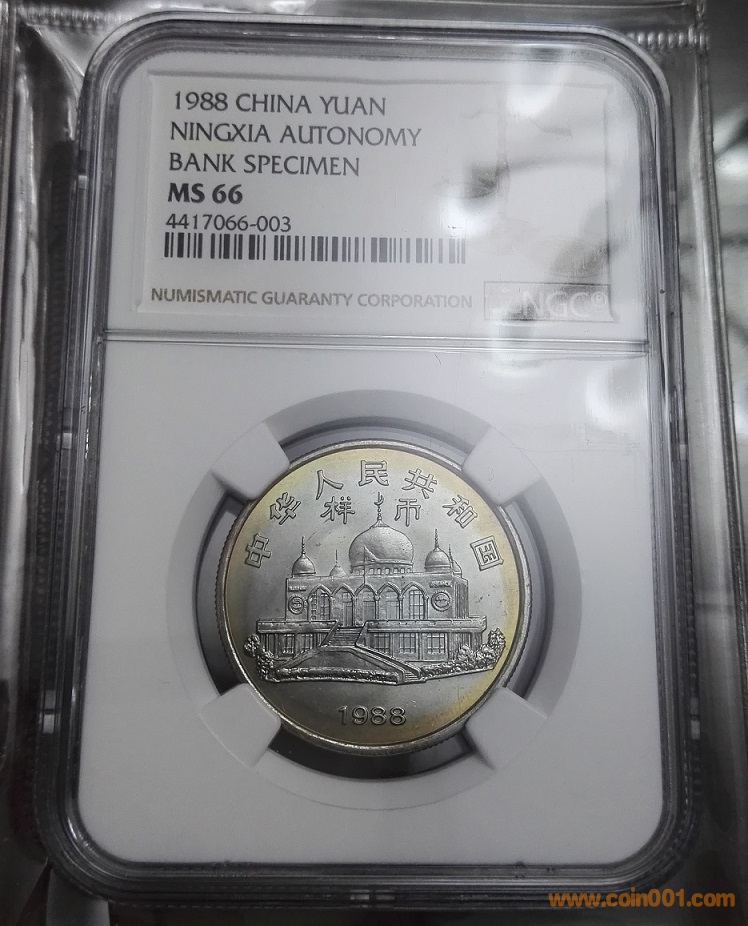 1988 CHINA YUAN
NINGXIA AUTONOMY
BANK SPECIMEN
MS 66
4417066-003
NUMISMATIC GUARANTY CORPORATION
NGC®
中华人民共和国
样币
1988
www.coin001.com